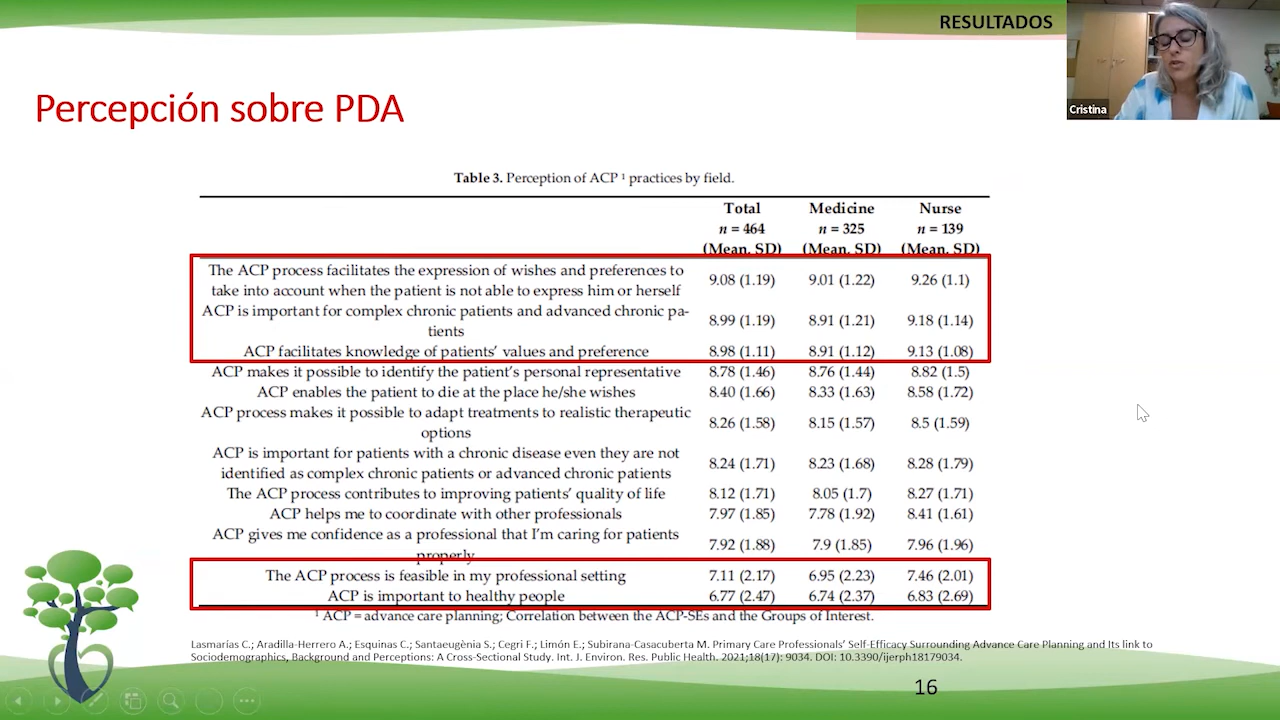 RESULTADOS
Cristina
Percepción sobre PDA
Table 3. Perception of ACP ¹ practices by field.
Total Medicine Nurse
n = 464 n = 325 n = 139
(Mean, SD) (Mean, SD) (Mean, SD)
The ACP process facilitates the expression of wishes and preferences to
take into account when the patient is not able to express him or herself 9.08 (1.19) 9.01 (1.22) 9.26 (1.1)
ACP is important for complex chronic patients and advanced chronic pa-
tients 8.99 (1.19) 8.91 (1.21) 9.18 (1.14)
ACP facilitates knowledge of patients' values and preference 8.98 (1.11) 8.91 (1.12) 9.13 (1.08)
ACP makes it possible to identify the patient's personal representative 8.78 (1.46) 8.76 (1.44) 8.82 (1.5)
ACP enables the patient to die at the place he/she wishes 8.40 (1.66) 8.33 (1.63) 8.58 (1.72)
ACP process makes it possible to adapt treatments to realistic therapeutic
options 8.26 (1.58) 8.15 (1.57) 8.5 (1.59)
ACP is important for patients with a chronic disease even they are not
identified as complex chronic patients or advanced chronic patients 8.24 (1.71) 8.23 (1.68) 8.28 (1.79)
The ACP process contributes to improving patients' quality of life 8.12 (1.71) 8.05 (1.7) 8.27 (1.71)
ACP helps me to coordinate with other professionals 7.97 (1.85) 7.78 (1.92) 8.41 (1.61)
ACP gives me confidence as a professional that I'm caring for patients
properly 7.92 (1.88) 7.9 (1.85) 7.96 (1.96)
The ACP process is feasible in my professional setting 7.11 (2.17) 6.95 (2.23) 7.46 (2.01)
ACP is important to healthy people 6.77 (2.47) 6.74 (2.37) 6.83 (2.69)
¹ ACP = advance care planning; Correlation between the ACP-SEs and the Groups of Interest.
Lasmarías C.; Aradilla-Herrero A.; Esquinas C.; Santaeugènia S.; Cegri F.; Limón E.; Subirana-Casacuberta M. Primary Care Professionals' Self-Efficacy Surrounding Advance Care Planning and Its link to
Sociodemographics, Background and Perceptions: A Cross-Sectional Study. Int. J. Environ. Res. Public Health. 2021;18(17): 9034. DOI: 10.3390/ijerph18179034.
16